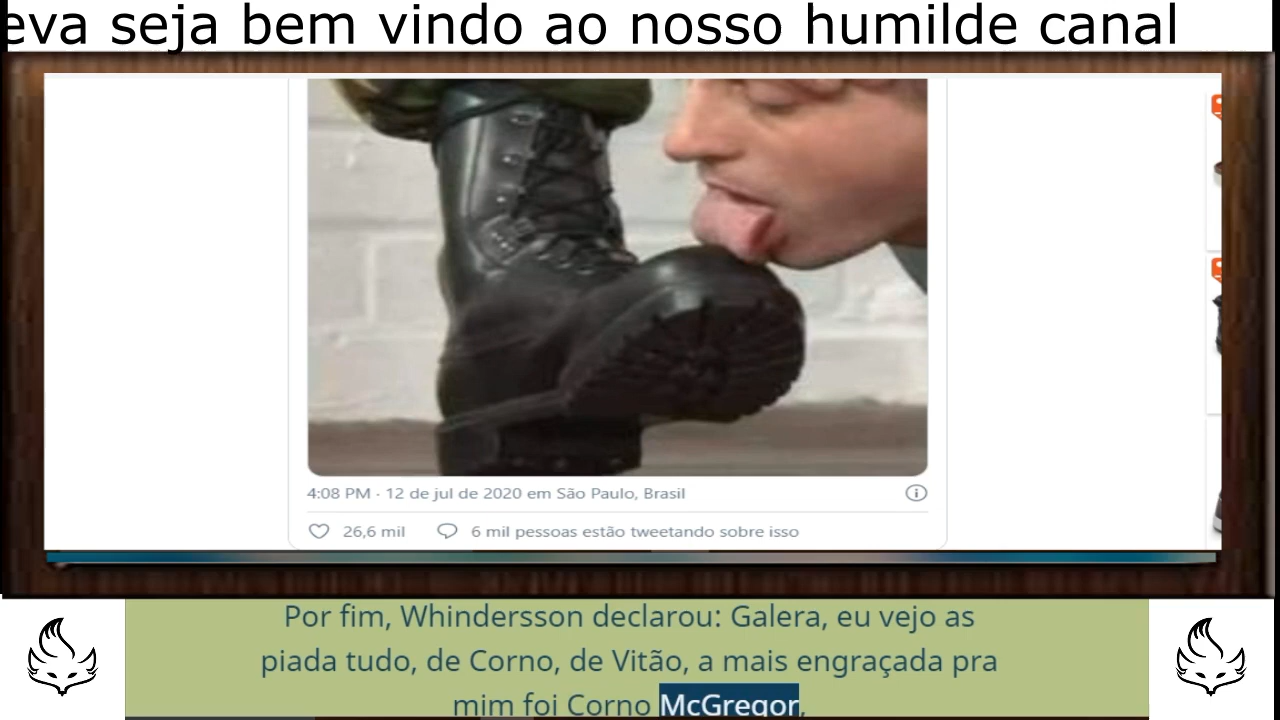 eva seja bem vindo ao nosso humilde canal
4:08 PM · 12 de jul de 2020 em São Paulo, Brasil
26,6 mil 6 mil pessoas estão tweetando sobre isso
Por fim, Whindersson declarou: Galera, eu vejo as
piada tudo, de Corno, de Vitão, a mais engraçada pra
mim foi Corno McGregor,